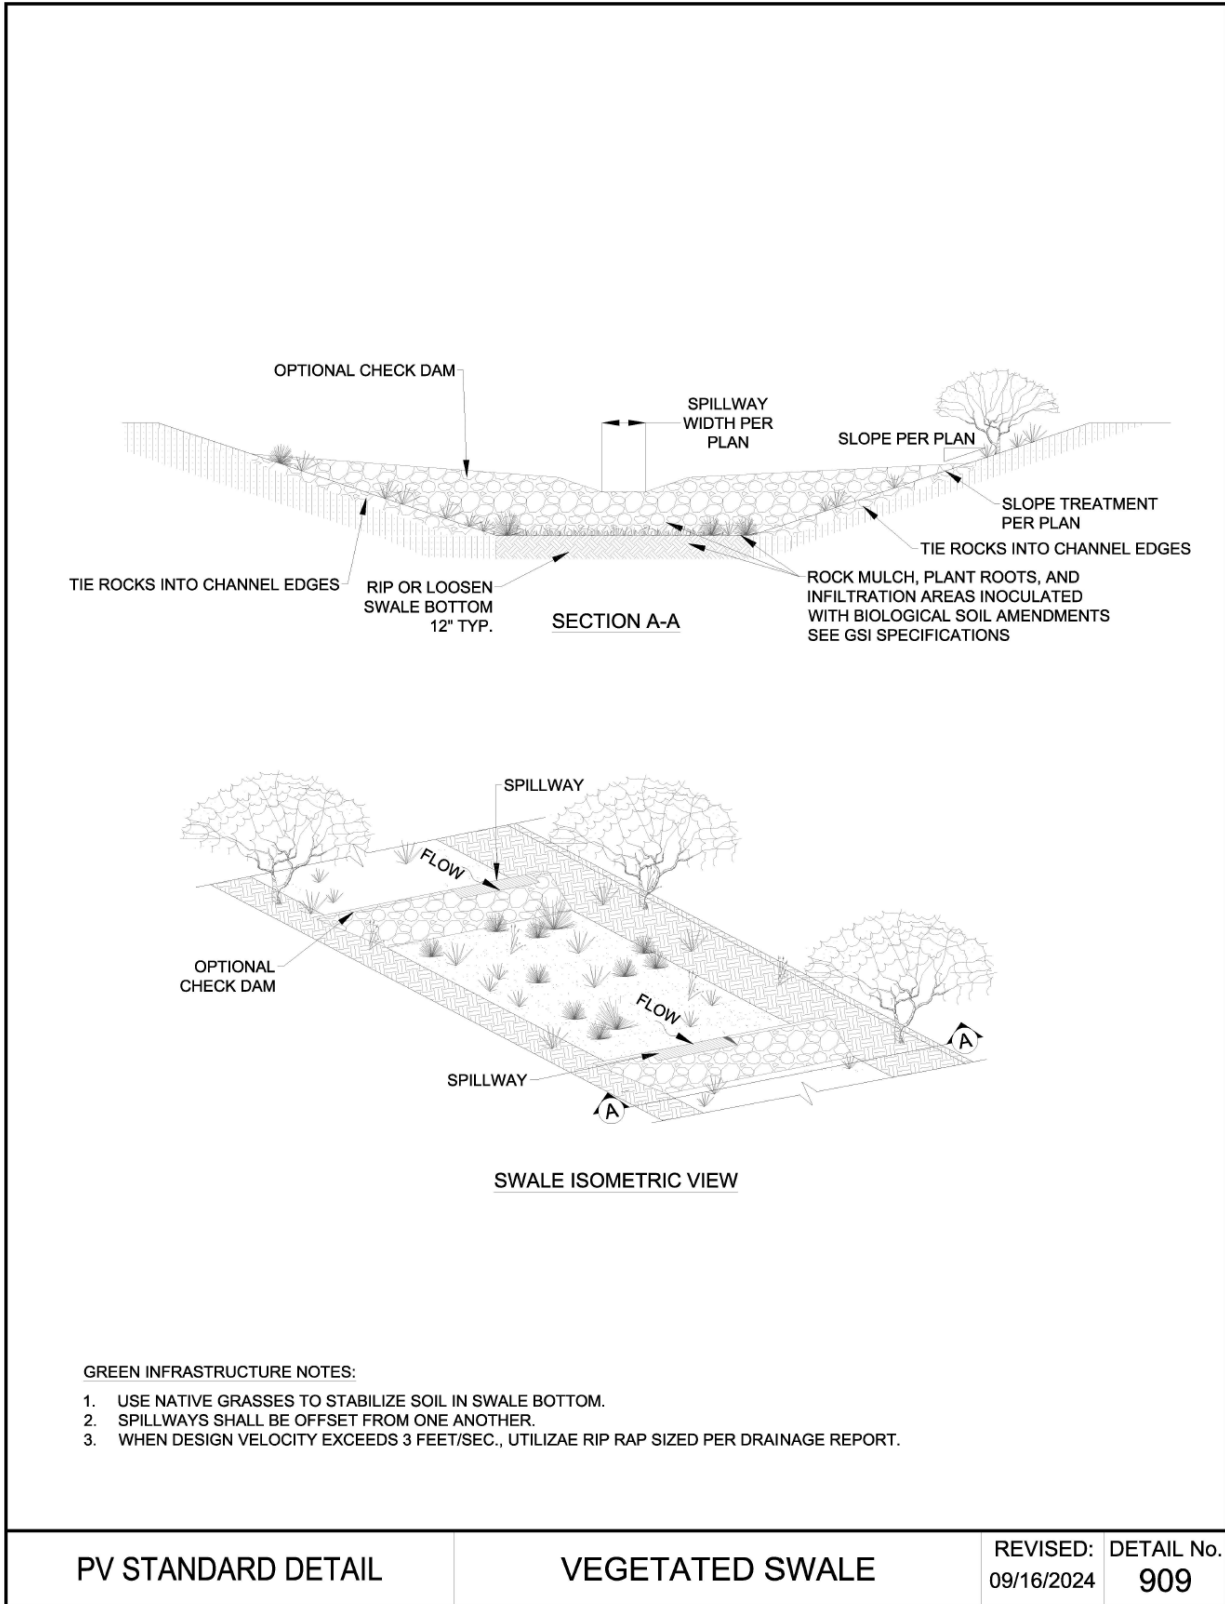 OPTIONAL CHECK DAM
SPILLWAY
WIDTH PER
PLAN
SLOPE PER PLAN
SLOPE TREATMENT
PER PLAN
TIE ROCKS INTO CHANNEL EDGES
TIE ROCKS INTO CHANNEL EDGES
RIP OR LOOSEN
SWALE BOTTOM
12" TYP.
ROCK MULCH, PLANT ROOTS, AND
INFILTRATION AREAS INOCULATED
WITH BIOLOGICAL SOIL AMENDMENTS
SEE GSI SPECIFICATIONS
SECTION A-A
SPILLWAY
FLOW
OPTIONAL
CHECK DAM
FLOW
A
SPILLWAY
A
SWALE ISOMETRIC VIEW
GREEN INFRASTRUCTURE NOTES:
1. USE NATIVE GRASSES TO STABILIZE SOIL IN SWALE BOTTOM.
2. SPILLWAYS SHALL BE OFFSET FROM ONE ANOTHER.
3. WHEN DESIGN VELOCITY EXCEEDS 3 FEET/SEC., UTILIZAE RIP RAP SIZED PER DRAINAGE REPORT.
PV STANDARD DETAIL
VEGETATED SWALE
REVISED:
09/16/2024
DETAIL No.
909